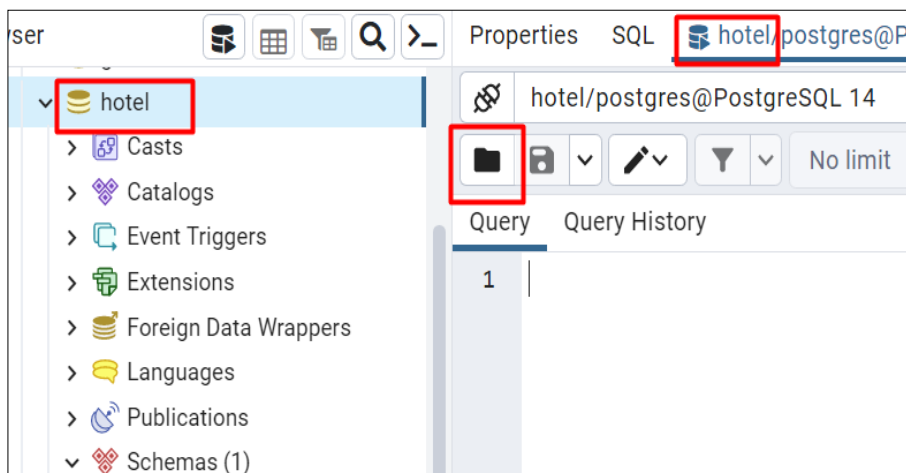 ser
Properties SQL hotel/postgres@P
hotel
hotel/postgres@PostgreSQL 14
Casts
No limit
Catalogs
Query Query History
Event Triggers
1
Extensions
Foreign Data Wrappers
Languages
Publications
Schemas (1)